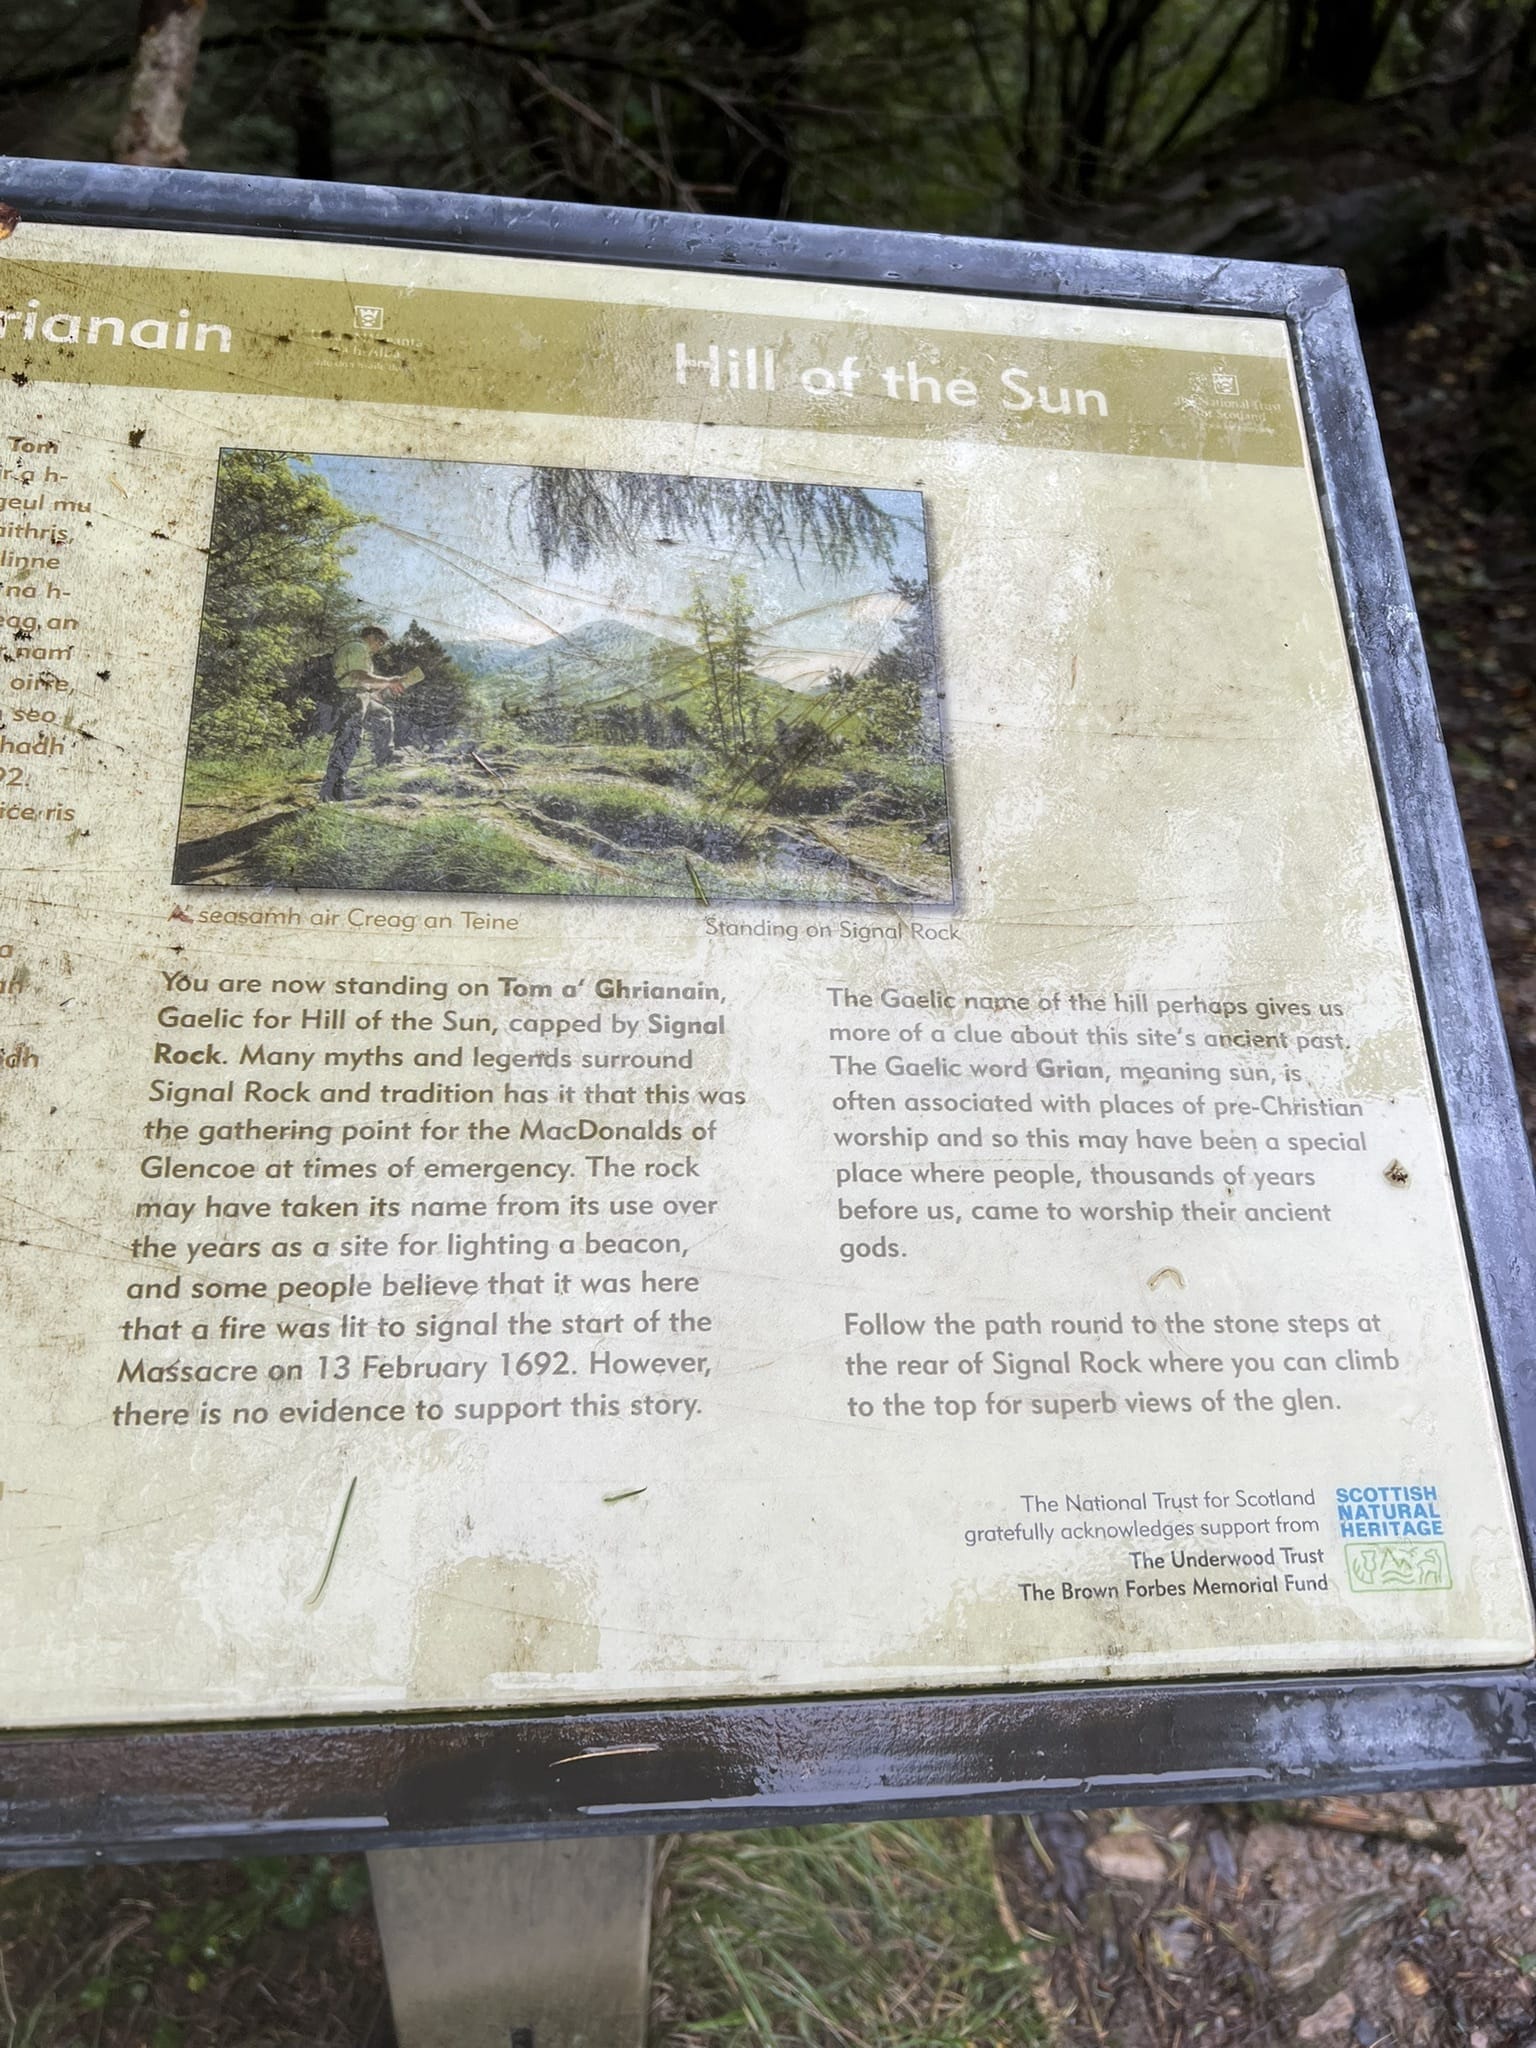 rianain
Hill of the Sun
The National Trust
for Scotland
Tom
ir a h-
geul mu
aithris,
linne
na h-
eag an
nam
oirre,
seo
hadh
92.
ice ris
A' seasamh air Creag an Teine
Standing on Signal Rock
You are now standing on Tom a' Ghrianain,
Gaelic for Hill of the Sun, capped by Signal
Rock. Many myths and legends surround
Signal Rock and tradition has it that this was
the gathering point for the MacDonalds of
Glencoe at times of emergency. The rock
may have taken its name from its use over
the years as a site for lighting a beacon,
and some people believe that it was here
that a fire was lit to signal the start of the
Massacre on 13 February 1692. However,
there is no evidence to support this story.
The Gaelic name of the hill perhaps gives us
more of a clue about this site's ancient past.
The Gaelic word Grian, meaning sun, is
often associated with places of pre-Christian
worship and so this may have been a special
place where people, thousands of years
before us, came to worship their ancient
gods.
Follow the path round to the stone steps at
the rear of Signal Rock where you can climb
to the top for superb views of the glen.
The National Trust for Scotland
gratefully acknowledges support from
The Underwood Trust
The Brown Forbes Memorial Fund
SCOTTISH
NATURAL
HERITAGE